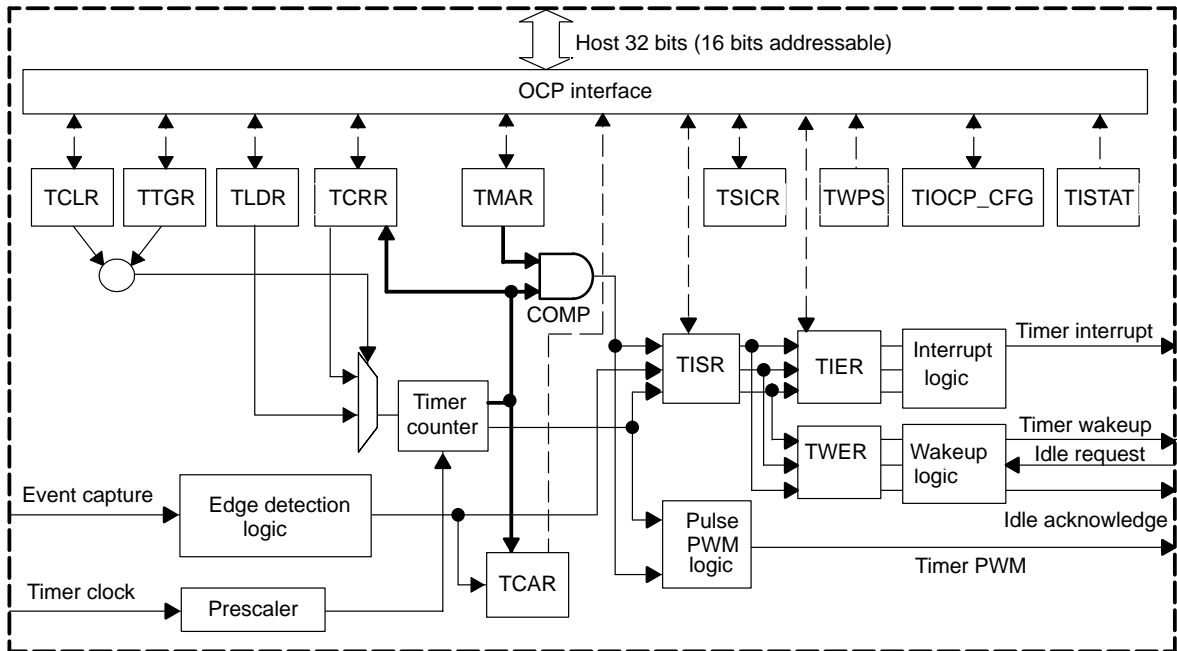 Host 32 bits (16 bits addressable)
OCP interface
TCLR
TTGR
TLDR
TCRR
TMAR
TSICR
TWPS
TIOCP_CFG
TISTAT
COMP
Timer
counter
TISR
TIER
Interrupt
logic
Timer interrupt
TWER
Wakeup
logic
Timer wakeup
Idle request
Idle acknowledge
Event capture
Edge detection
logic
Pulse
PWM
logic
Timer PWM
TCAR
Timer clock
Prescaler